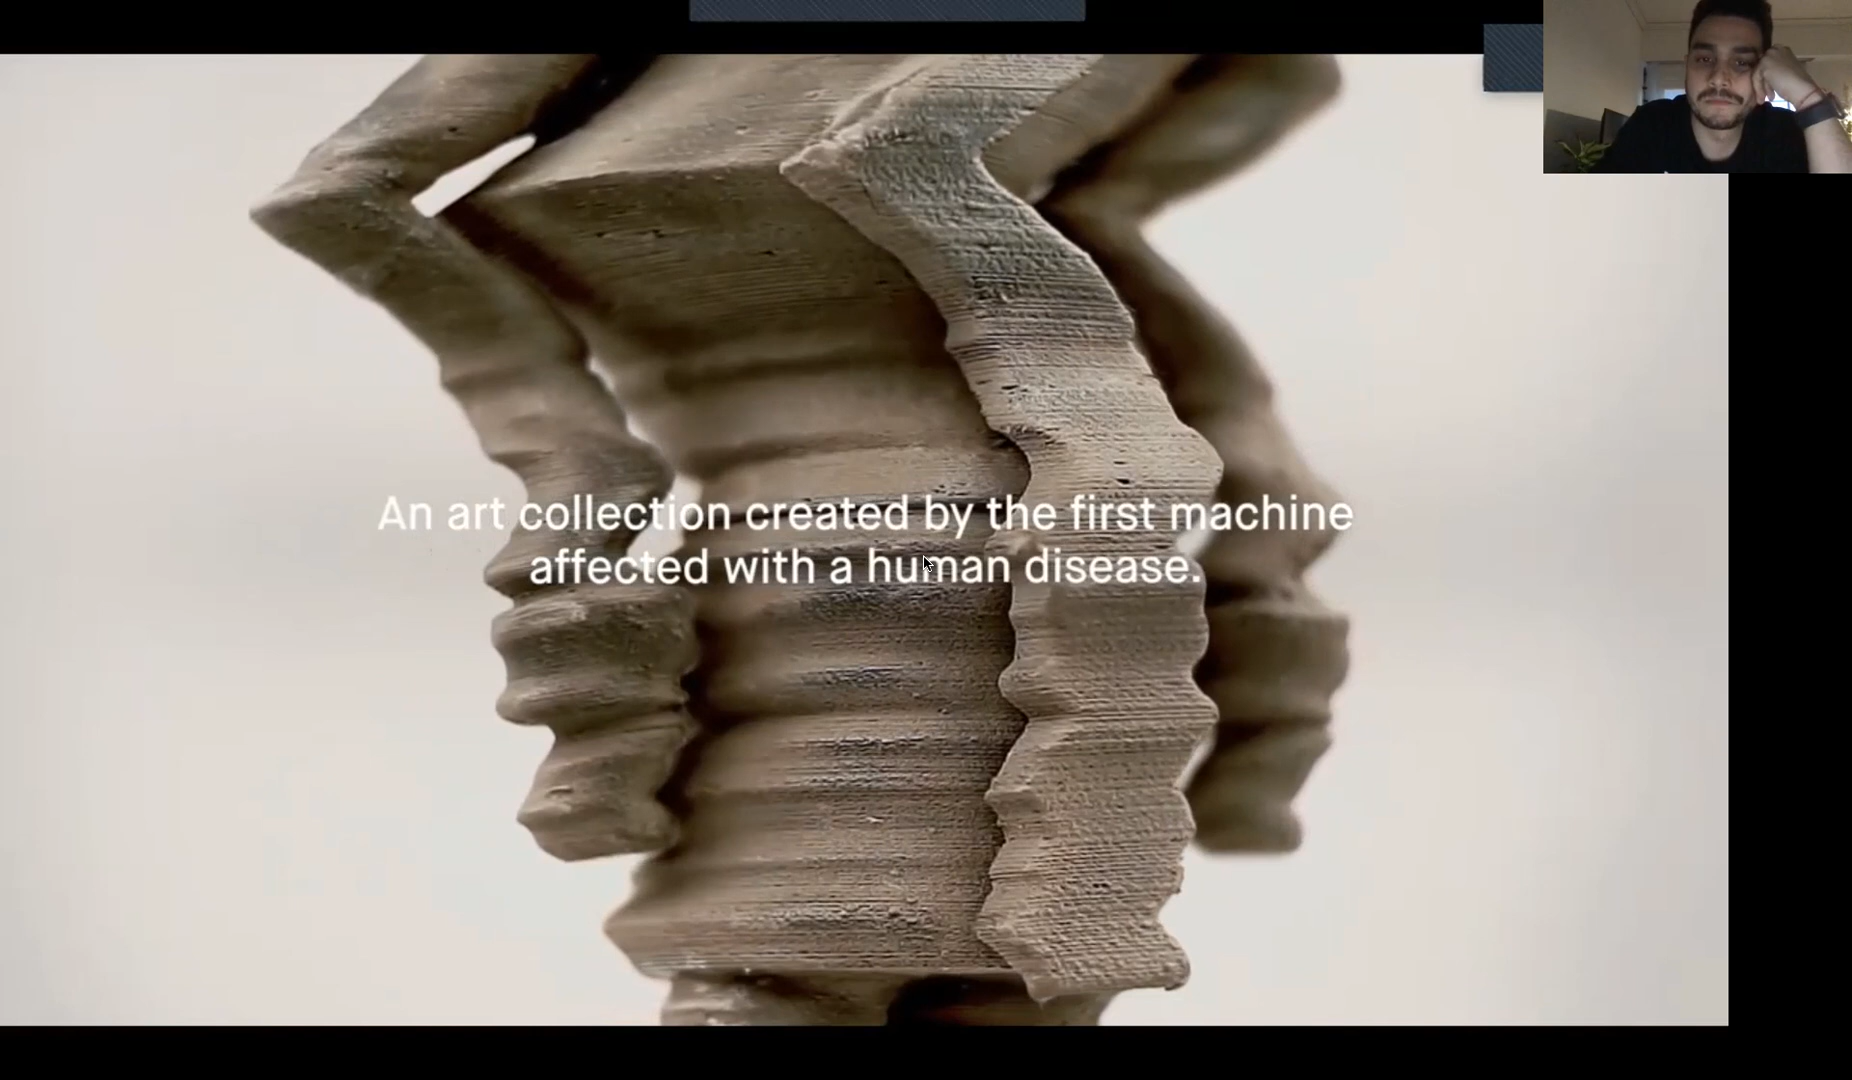 An art collection created by the first machine
affected with a human disease.